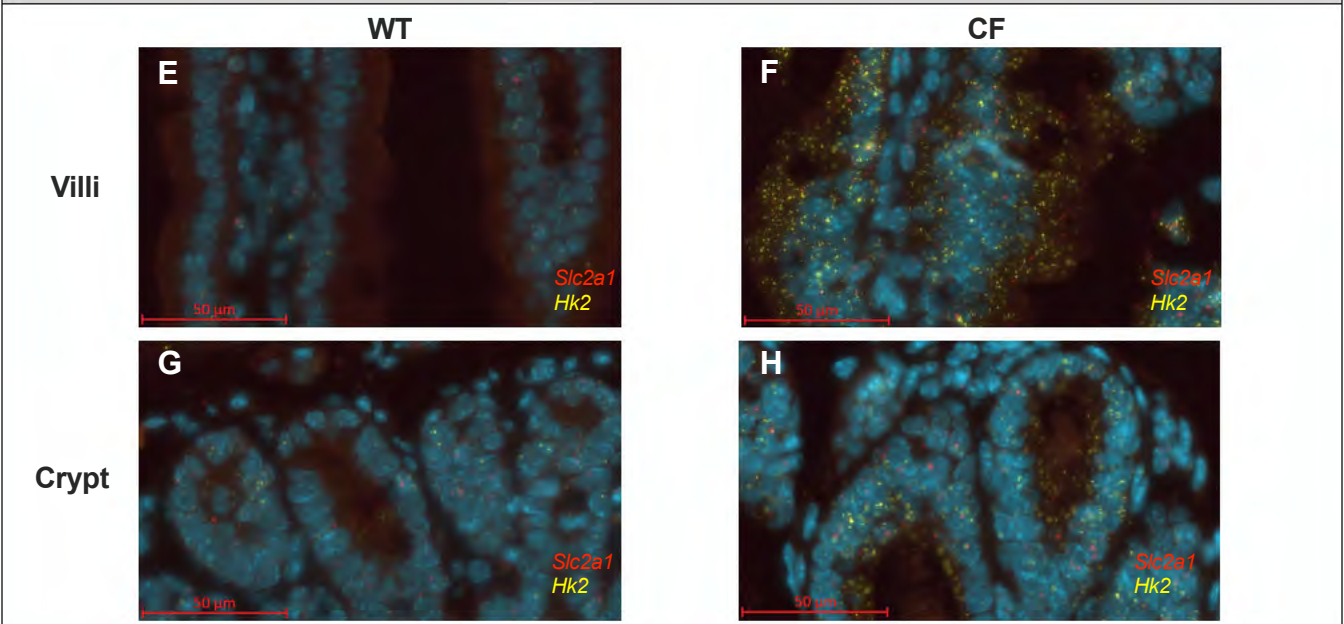 WT CF
Villi
E
Slc2a1
Hk2
50 µm
F
Slc2a1
Hk2
50 µm
Crypt
G
Slc2a1
Hk2
50 µm
H
Slc2a1
Hk2
50 µm